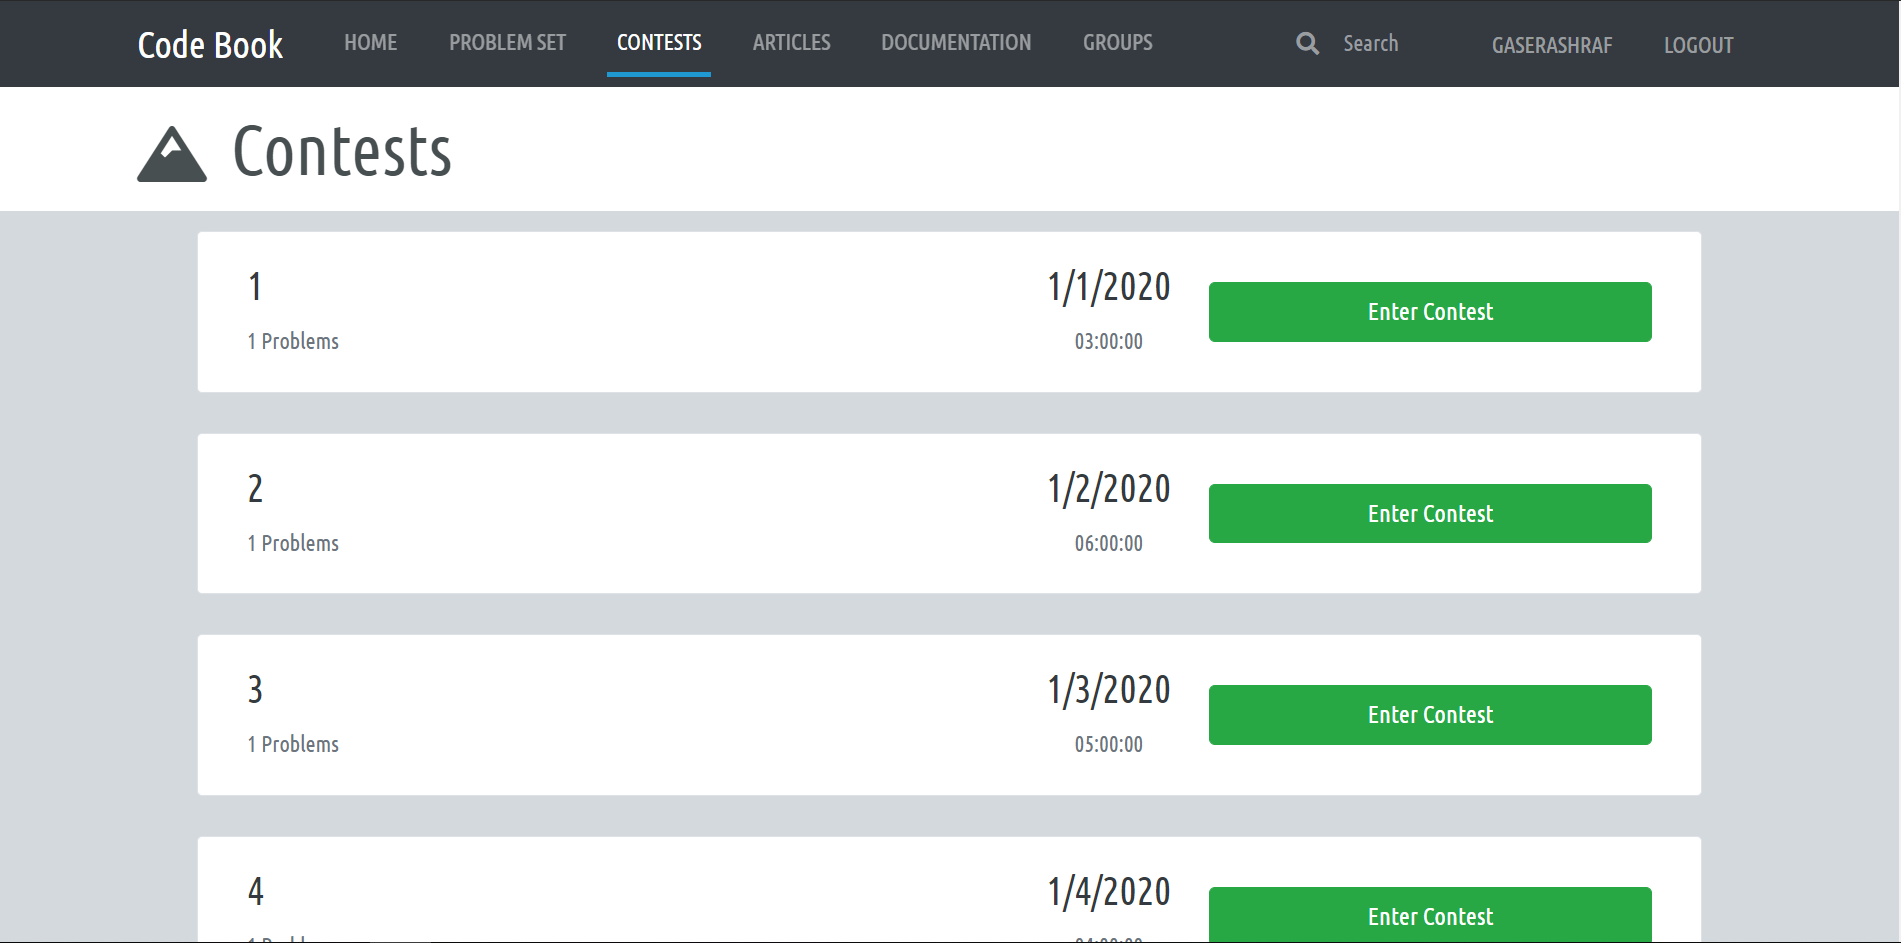 Code Book HOME PROBLEM SET CONTESTS ARTICLES DOCUMENTATION GROUPS Search GASERASHRAF LOGOUT
Contests
1 1/1/2020
Enter Contest
1 Problems 03:00:00
2 1/2/2020
Enter Contest
1 Problems 06:00:00
3 1/3/2020
Enter Contest
1 Problems 05:00:00
4 1/4/2020
Enter Contest